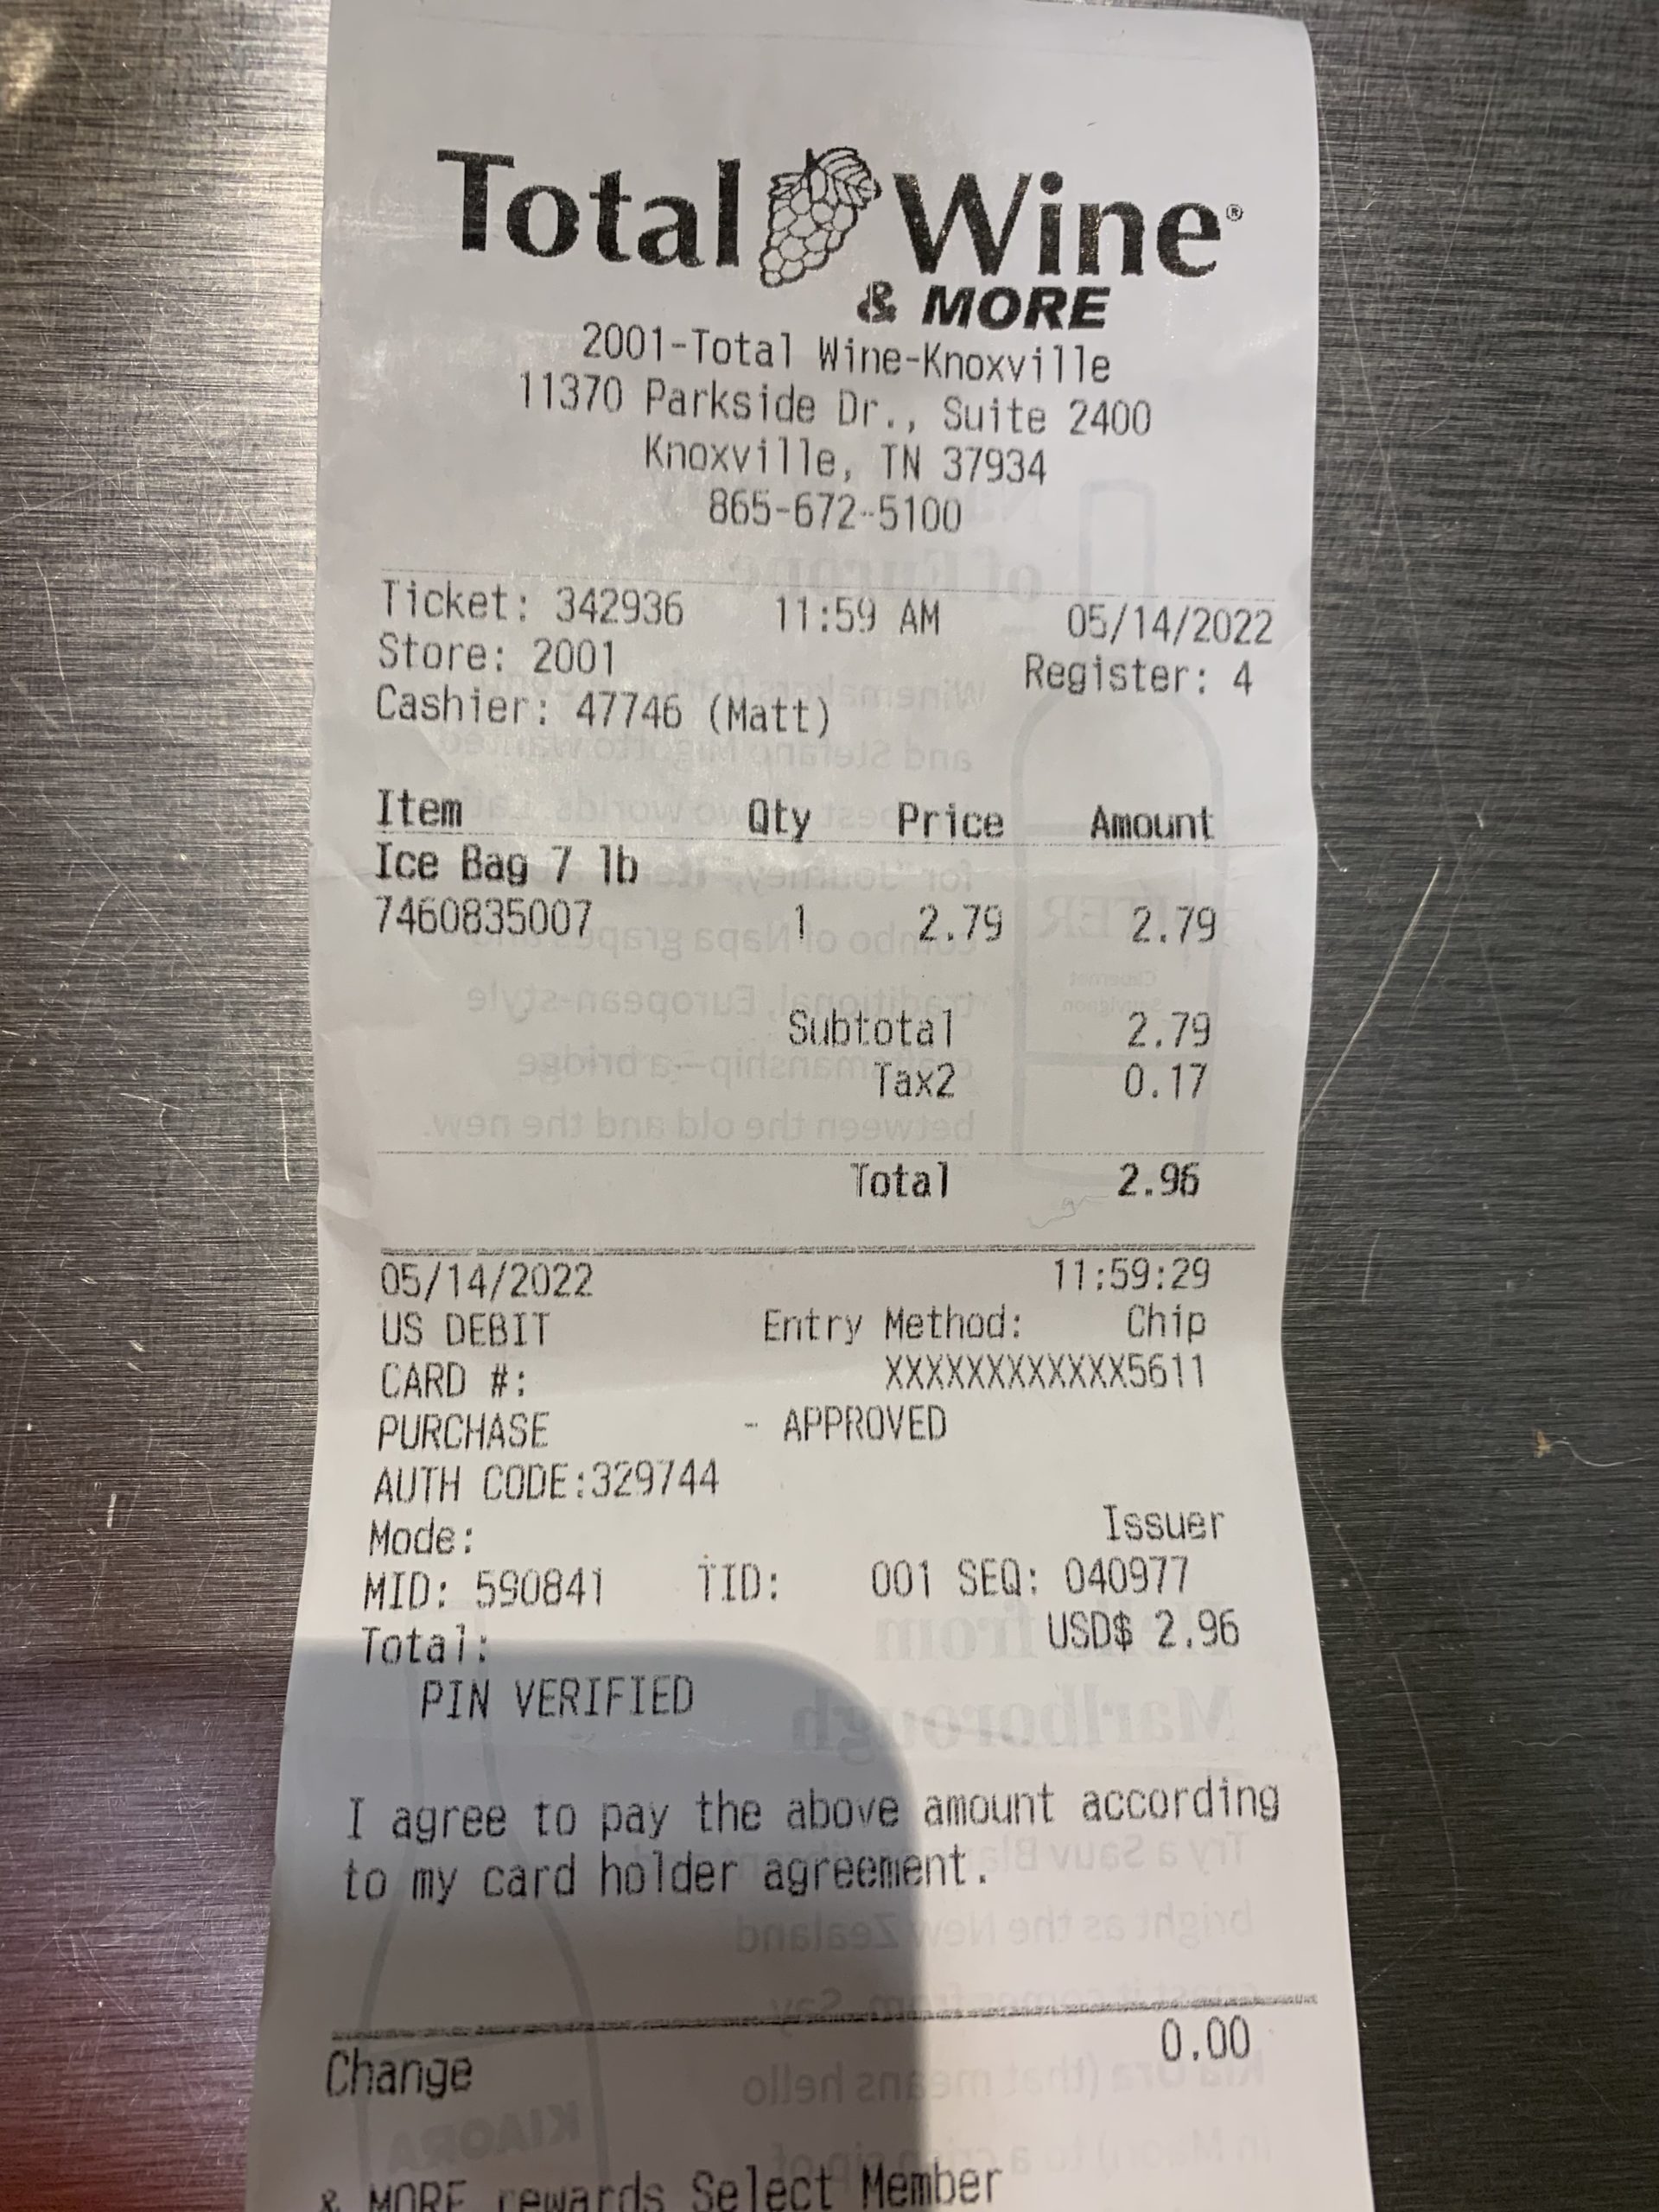 Total Wine®
& MORE
2001-Total Wine-Knoxville
11370 Parkside Dr., Suite 2400
Knoxville, TN 37934
865-672-5100
Ticket: 342936 11:59 AM 05/14/2022
Store: 2001 Register: 4
Cashier: 47746 (Matt)
Item Qty Price Amount
Ice Bag 7 lb
7460835007 1 2.79 2.79
Subtotal 2.79
Tax2 0.17
Total 2.96
05/14/2022 11:59:29
US DEBIT Entry Method: Chip
CARD #: XXXXXXXXXXXX5611
PURCHASE - APPROVED
AUTH CODE:329744
Mode: Issuer
MID: 590841 TID: 001 SEQ: 040977
Total: USD$ 2.96
PIN VERIFIED
I agree to pay the above amount according
to my card holder agreement.
Change 0.00
& MORE rewards Select Member